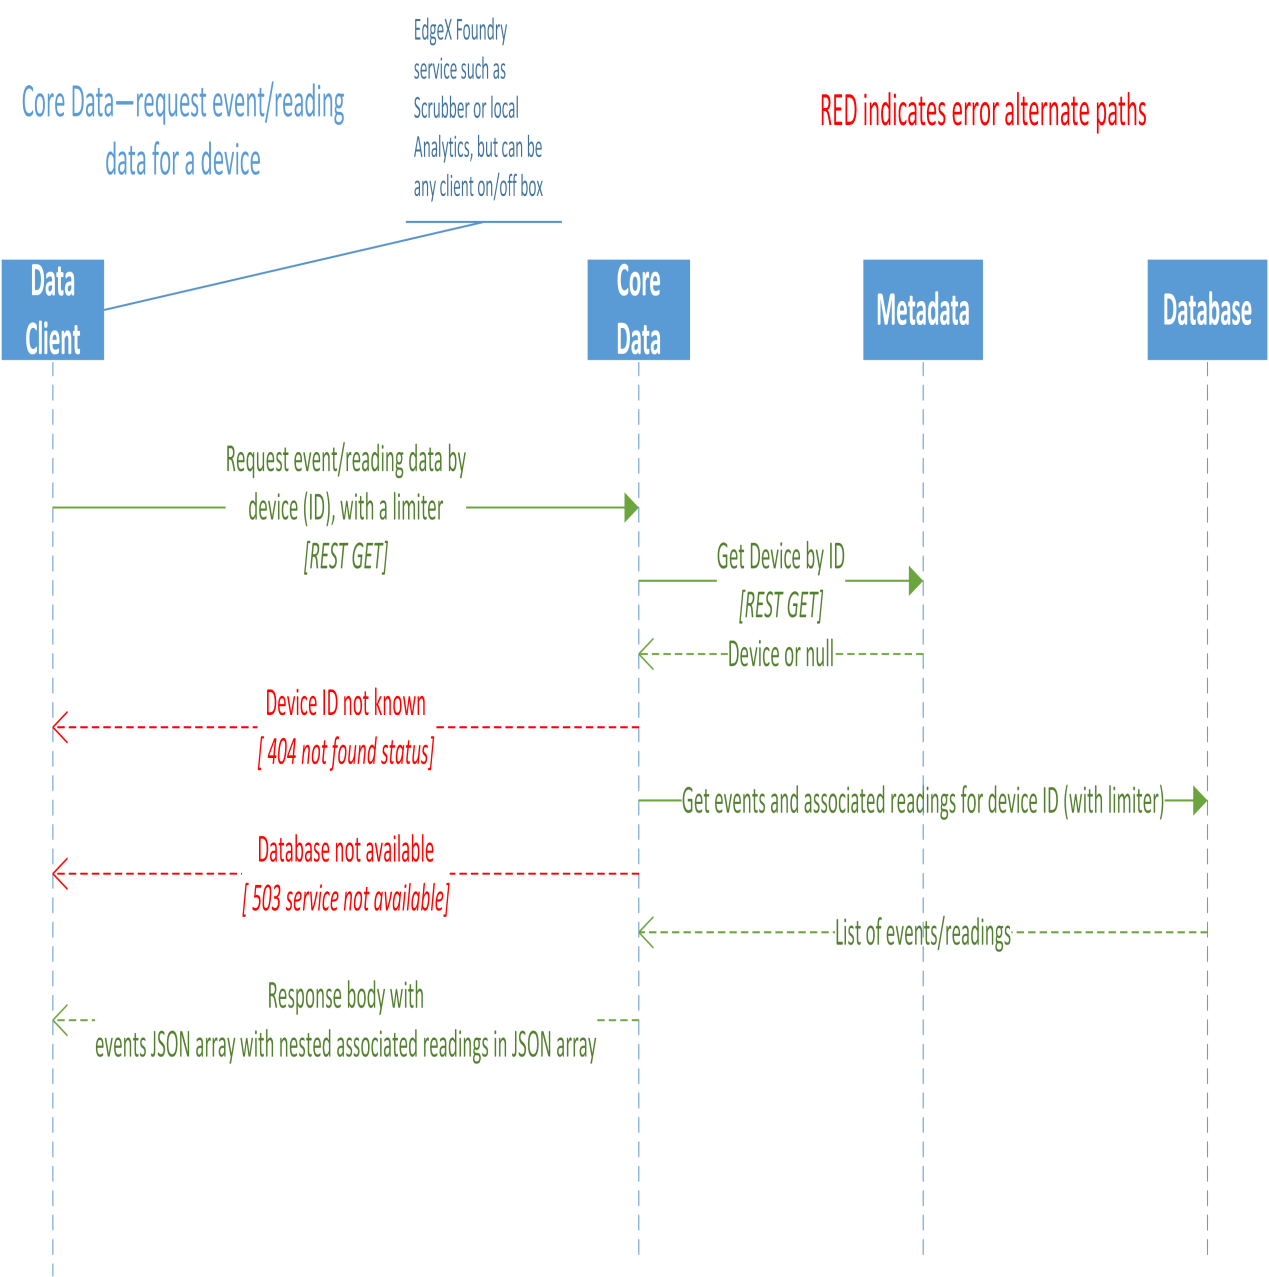 Core Data—request event/reading
data for a device
EdgeX Foundry
service such as
Scrubber or local
Analytics, but can be
any client on/off box
RED indicates error alternate paths
Data
Client
Core
Data
Metadata
Database
Request event/reading data by
device (ID), with a limiter
[REST GET]
Get Device by ID
[REST GET]
Device or null
Device ID not known
[ 404 not found status]
Get events and associated readings for device ID (with limiter)
Database not available
[ 503 service not available]
List of events/readings
Response body with
events JSON array with nested associated readings in JSON array